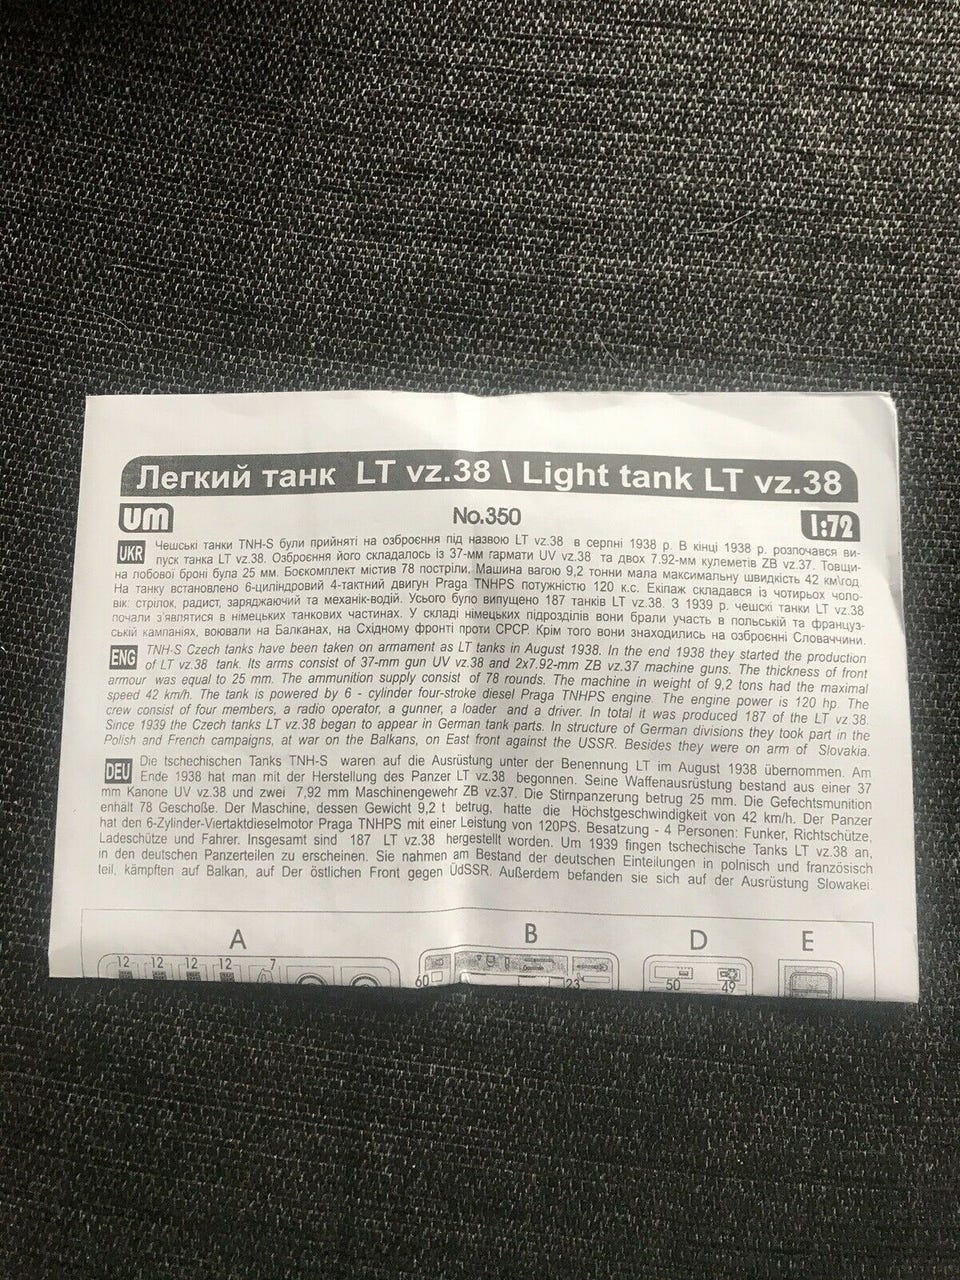 Легкий танк LT vz.38 \ Light tank LT vz.38
um No.350 1:72
UKR Чешські танки TNH-S були прийняті на озброєння під назвою LT vz.38 в серпні 1938 р. В кінці 1938 р. розпочався ви-
пуск танка LT vz.38. Озброєння його складалось із 37-мм гармати UV vz.38 та двох 7.92-мм кулеметів ZB vz.37. Товщи-
на лобової броні була 25 мм. Боєкомплект містив 78 постріли. Машина вагою 9,2 тонни мала максимальну швидкість 42 км\год.
На танку встановлено 6-циліндровий 4-тактний двигун Praga TNHPS потужністю 120 к.с. Екіпаж складався із чотирьох чоло-
вік: стрілок, радист, заряджаючий та механік-водій. Усього було випущено 187 танків LT vz.38. З 1939 р. чешскі танки LT vz.38
почали з'являтися в німецьких танкових частинах. У складі німецьких підрозділів вони брали участь в польській та француз-
ській кампаніях, воювали на Балканах, на Східному фронті проти СРСР. Крім того вони знаходились на озброєнні Словаччини.
ENG TNH-S Czech tanks have been taken on armament as LT tanks in August 1938. In the end 1938 they started the production
of LT vz.38 tank. Its arms consist of 37-mm gun UV vz.38 and 2x7.92-mm ZB vz.37 machine guns. The thickness of front
armour was equal to 25 mm. The ammunition supply consist of 78 rounds. The machine in weight of 9,2 tons had the maximal
speed 42 km/h. The tank is powered by 6 - cylinder four-stroke diesel Praga TNHPS engine. The engine power is 120 hp. The
crew consist of four members, a radio operator, a gunner, a loader and a driver. In total it was produced 187 of the LT vz.38.
Since 1939 the Czech tanks LT vz.38 began to appear in German tank parts. In structure of German divisions they took part in the
Polish and French campaigns, at war on the Balkans, on East front against the USSR. Besides they were on arm of Slovakia.
DEU Die tschechischen Tanks TNH-S waren auf die Ausrüstung unter der Benennung LT im August 1938 übernommen. Am
Ende 1938 hat man mit der Herstellung des Panzer LT vz.38 begonnen. Seine Waffenausrüstung bestand aus einer 37
mm Kanone UV vz.38 und zwei 7,92 mm Maschinengewehr ZB vz.37. Die Stirnpanzerung betrug 25 mm. Die Gefechtsmunition
enhält 78 Geschoße. Der Maschine, dessen Gewicht 9,2 t betrug, hatte die Höchstgeschwindigkeit von 42 km/h. Der Panzer
hat den 6-Zylinder-Viertaktdieselmotor Praga TNHPS mit einer Leistung von 120PS. Besatzung - 4 Personen: Funker, Richtschütze,
Ladeschütze und Fahrer. Insgesamt sind 187 LT vz.38 hergestellt worden. Um 1939 fingen tschechische Tanks LT vz.38 an,
in den deutschen Panzerteilen zu erscheinen. Sie nahmen am Bestand der deutschen Einteilungen in polnisch und französisch
teil, kämpften auf Balkan, auf Der östlichen Front gegen ÜdSSR. Außerdem befanden sie sich auf der Ausrüstung Slowakei.
A B D E
12 12 12 12 7 60 23 50 49